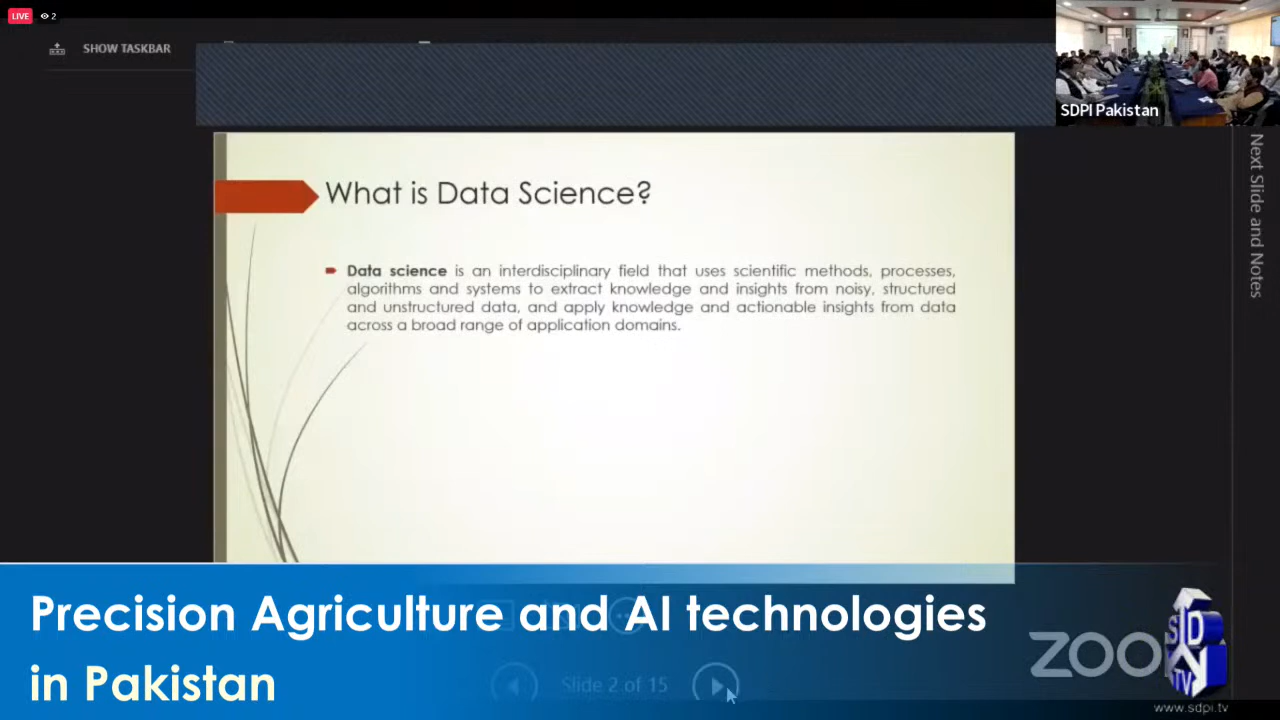 LIVE 2
SHOW TASKBAR
SDPI Pakistan
Next Slide and Notes
What is Data Science?
Data science is an interdisciplinary field that uses scientific methods, processes,
algorithms and systems to extract knowledge and insights from noisy, structured
and unstructured data, and apply knowledge and actionable insights from data
across a broad range of application domains.
Precision Agriculture and AI technologies
in Pakistan
Slide 2 of 15
SD
TV
www.sdpi.tv